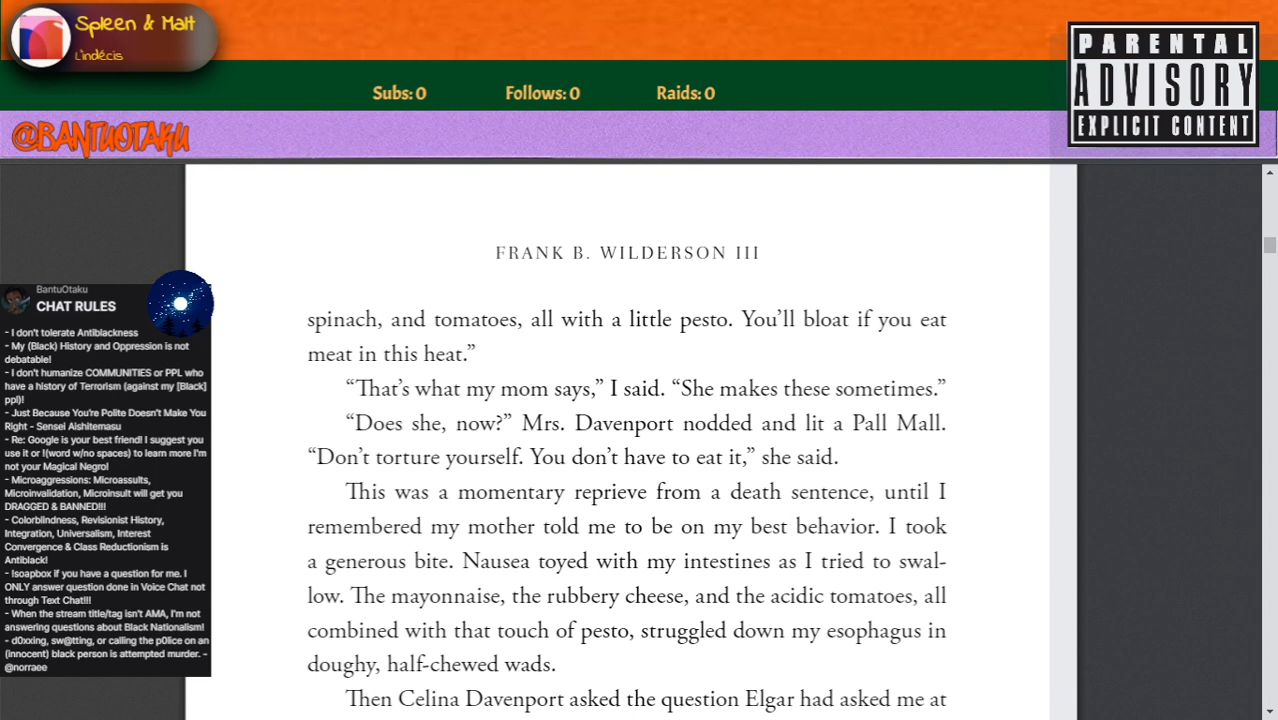 Spleen & Malt
L'indécis
PARENTAL
ADVISORY
EXPLICIT CONTENT
Subs: 0
Follows: 0
Raids: 0
@BANTUOTAKU
FRANK B. WILDERSON III
spinach, and tomatoes, all with a little pesto. You’ll bloat if you eat
meat in this heat.”
“That’s what my mom says,” I said. “She makes these sometimes.”
“Does she, now?” Mrs. Davenport nodded and lit a Pall Mall.
“Don’t torture yourself. You don’t have to eat it,” she said.
This was a momentary reprieve from a death sentence, until I
remembered my mother told me to be on my best behavior. I took
a generous bite. Nausea toyed with my intestines as I tried to swal-
low. The mayonnaise, the rubbery cheese, and the acidic tomatoes, all
combined with that touch of pesto, struggled down my esophagus in
doughy, half-chewed wads.
Then Celina Davenport asked the question Elgar had asked me at
BantuOtaku
CHAT RULES
- I don't tolerate Antiblackness
- My (Black) History and Oppression is not
debatable!
- I don't humanize COMMUNITIES or PPL who
have a history of Terrorism (against my [Black]
ppl)!
- Just Because You're Polite Doesn't Make You
Right - Sensei Aishitemasu
- Re: Google is your best friend! I suggest you
use it or !(word w/no spaces) to learn more I'm
not your Magical Negro!
- Microaggressions: Microassults,
Microinvalidation, Microinsult will get you
DRAGGED & BANNED!!!
- Colorblindness, Revisionist History,
Integration, Universalism, Interest
Convergence & Class Reductionism is
Antiblack!
- !soapbox if you have a question for me. I
ONLY answer question done in Voice Chat not
through Text Chat!!!
- When the stream title/tag isn't AMA, I'm not
answering questions about Black Nationalism!
- d0xxing, sw@tting, or calling the p0lice on an
(innocent) black person is attempted murder. -
@norraee